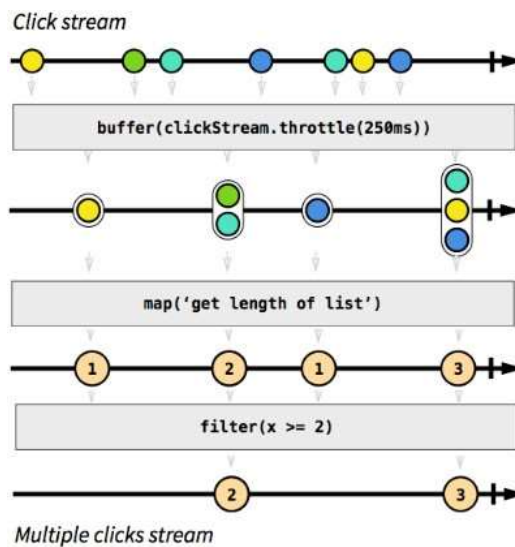 Click stream
buffer(clickStream.throttle(250ms))
map(‘get length of list’)
1 2 1 3
filter(x >= 2)
2 3
Multiple clicks stream